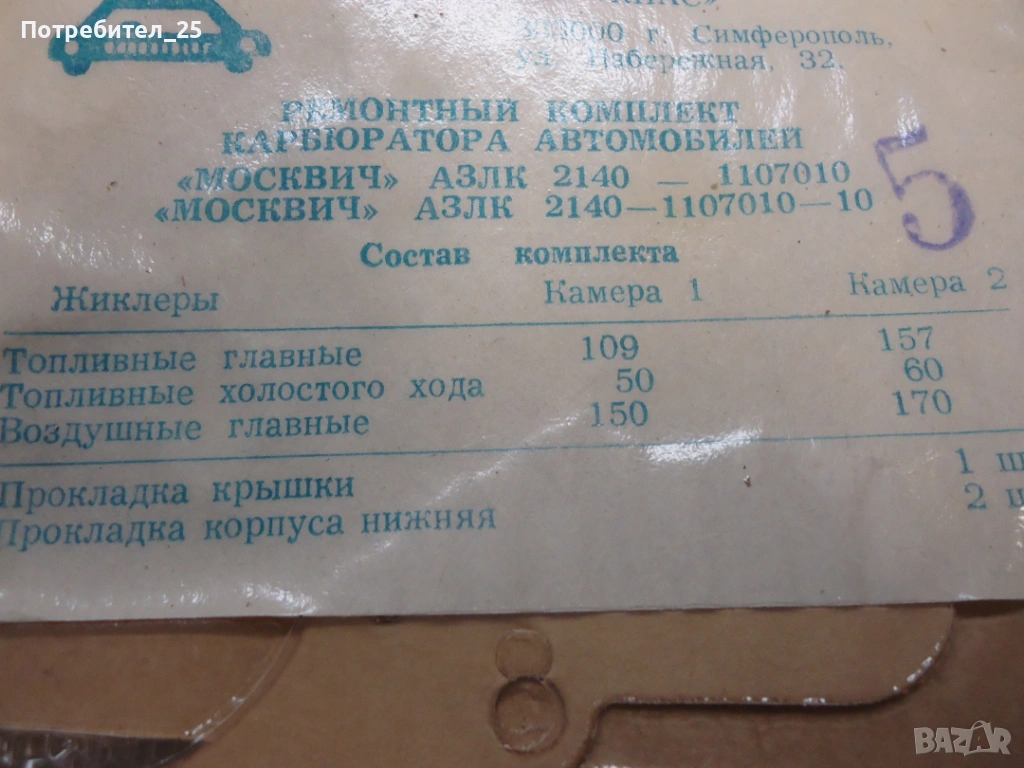 Потребител_25
г. Симферополь,
ул. Набережная, 32.
РЕМОНТНЫЙ КОМПЛЕКТ
КАРБЮРАТОРА АВТОМОБИЛЕЙ
«МОСКВИЧ» АЗЛК 2140 — 1107010
«МОСКВИЧ» АЗЛК 2140—1107010—10
5
Состав комплекта
Жиклеры Камера 1 Камера 2
Топливные главные 109 157
Топливные холостого хода 50 60
Воздушные главные 150 170
Прокладка крышки 1 ш
Прокладка корпуса нижняя 2 ш
BAZAR